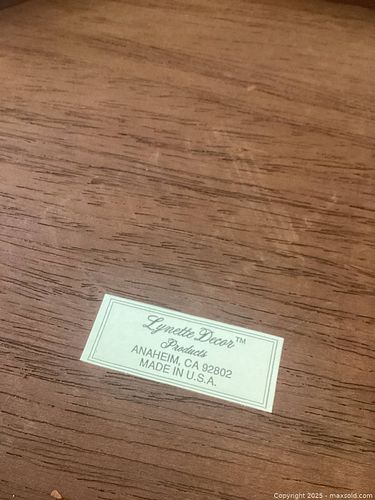 Lynette Decor™
Products
ANAHEIM, CA 92802
MADE IN U.S.A.
Copyright © 2025 - maxsold.com